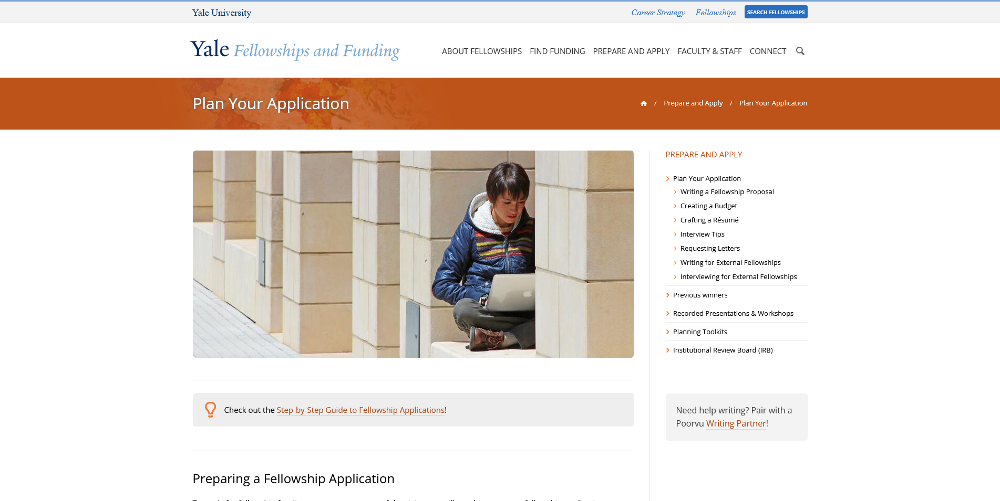 Yale University
Career Strategy
Fellowships
SEARCH FELLOWSHIPS
Yale Fellowships and Funding
ABOUT FELLOWSHIPS
FIND FUNDING
PREPARE AND APPLY
FACULTY & STAFF
CONNECT
Plan Your Application
/ Prepare and Apply / Plan Your Application
PREPARE AND APPLY
Plan Your Application
Writing a Fellowship Proposal
Creating a Budget
Crafting a Résumé
Interview Tips
Requesting Letters
Writing for External Fellowships
Interviewing for External Fellowships
Previous winners
Recorded Presentations & Workshops
Planning Toolkits
Institutional Review Board (IRB)
Check out the Step-by-Step Guide to Fellowship Applications!
Need help writing? Pair with a
Poorvu Writing Partner!
Preparing a Fellowship Application